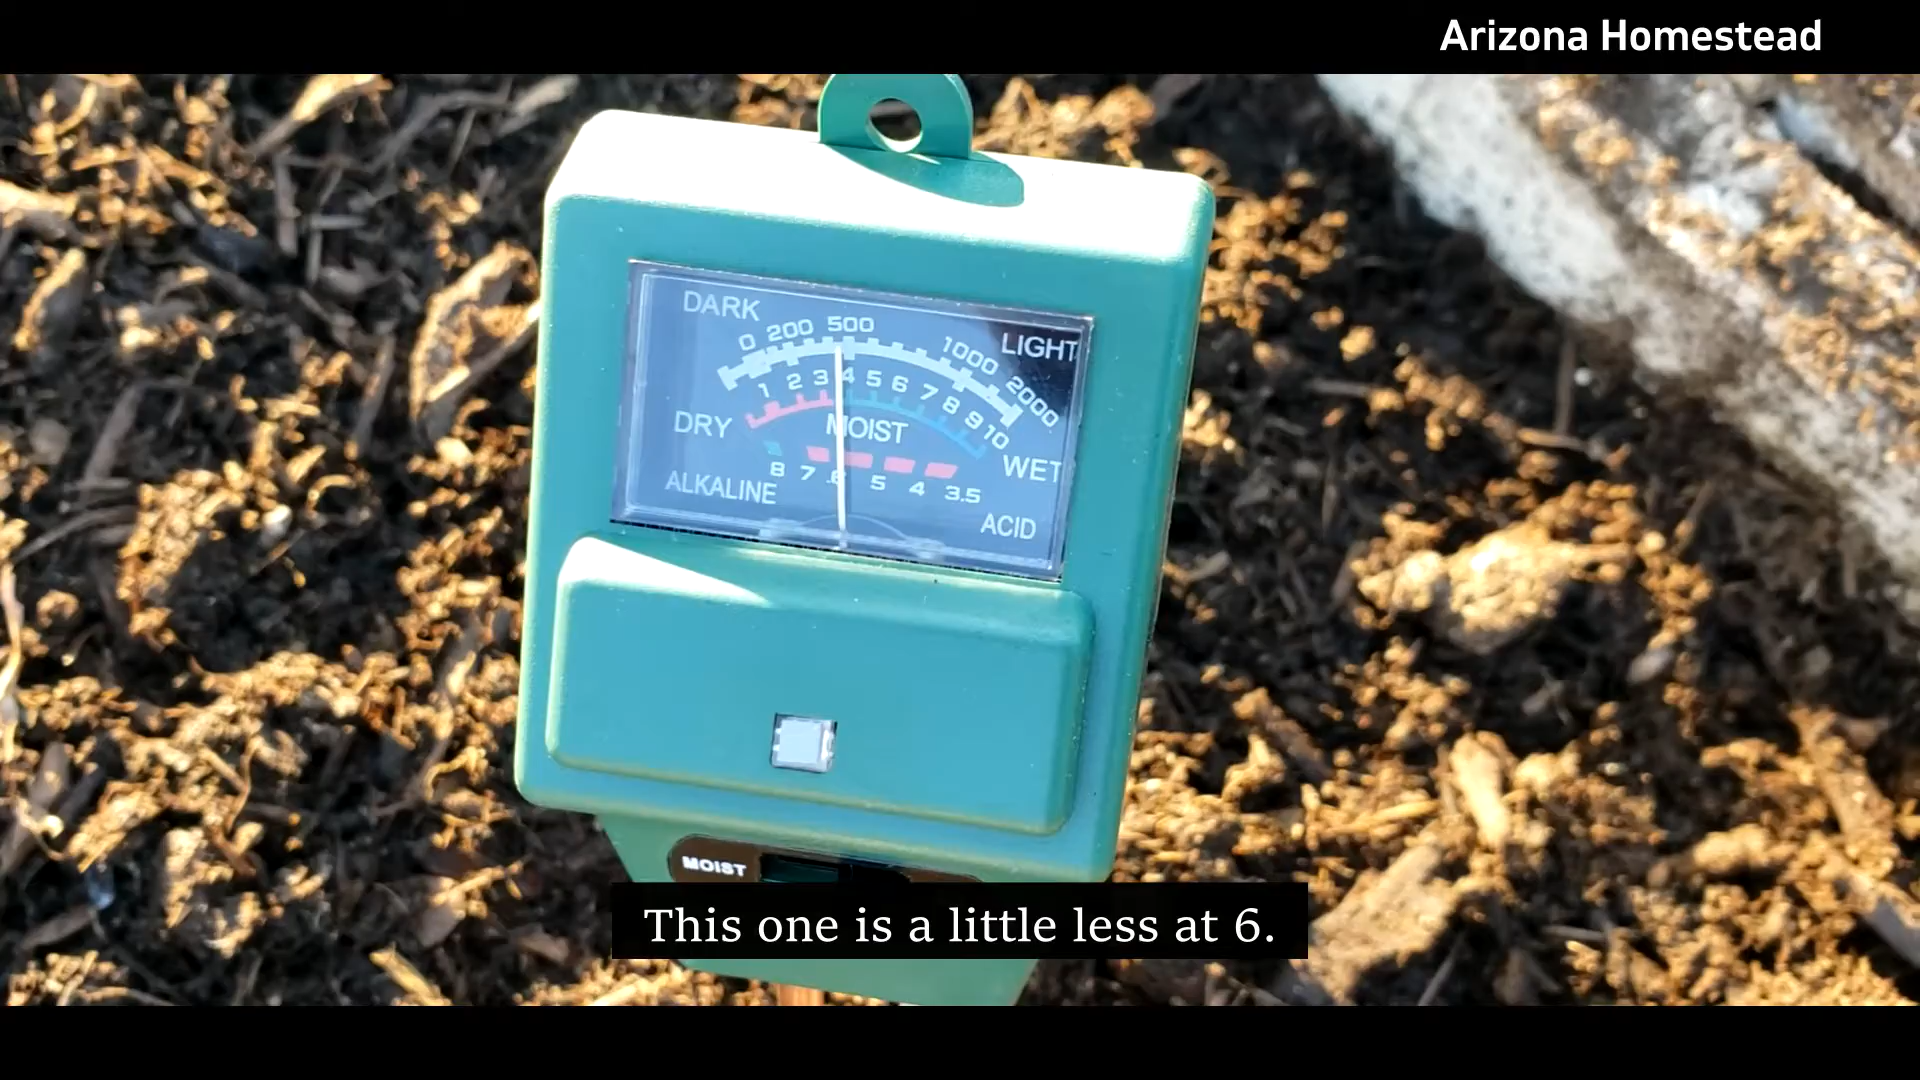 Arizona Homestead
DARK
0 200 500 1000 2000
LIGHT
1 2 3 4 5 6 7 8 9 10
DRY
MOIST
WET
8 7 6 5 4 3.5
ALKALINE
ACID
MOIST
This one is a little less at 6.